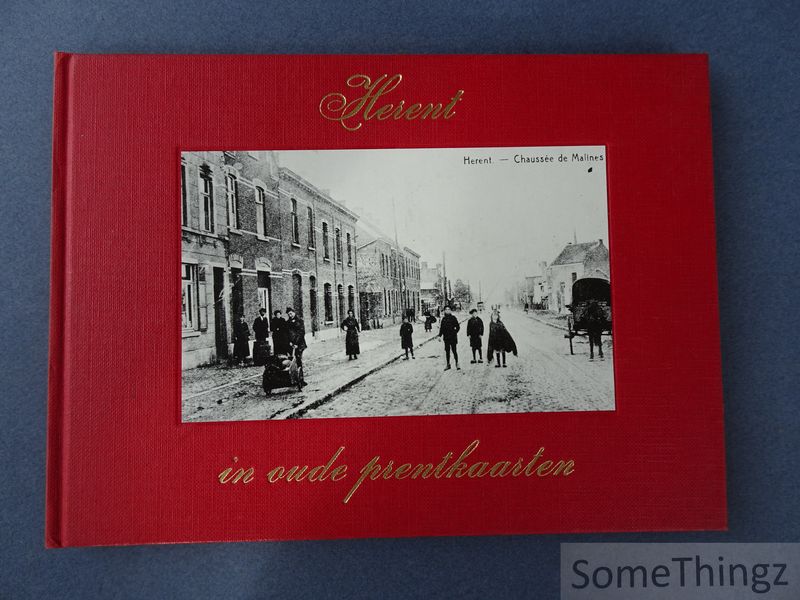 Herent
Herent. — Chaussée de Malines
in oude prentkaarten
SomeThingz